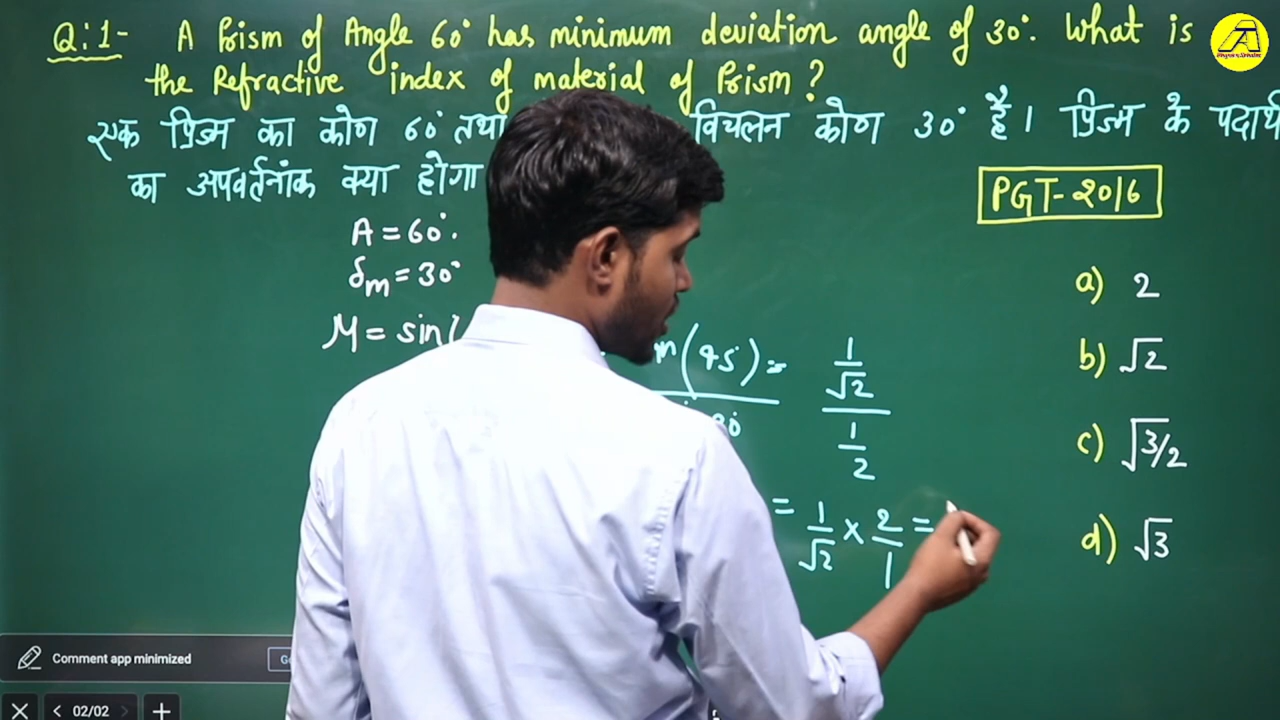 Q:1- A Prism of Angle 60° has minimum deviation angle of 30°. What is
the Refractive index of material of Prism ?
एक प्रिज्म का कोण 60° तथा विचलन कोण 30° है। प्रिज्म के पदार्थ
का अपवर्तनांक क्या होगा
PGT-2016
A = 60°.
δm = 30°
a) 2
M = sin(
(45) = 1/√2 / 1/2
b) √2
c) √3/2
= 1/√2 × 2/1 =
d) √3
Comment app minimized
02/02